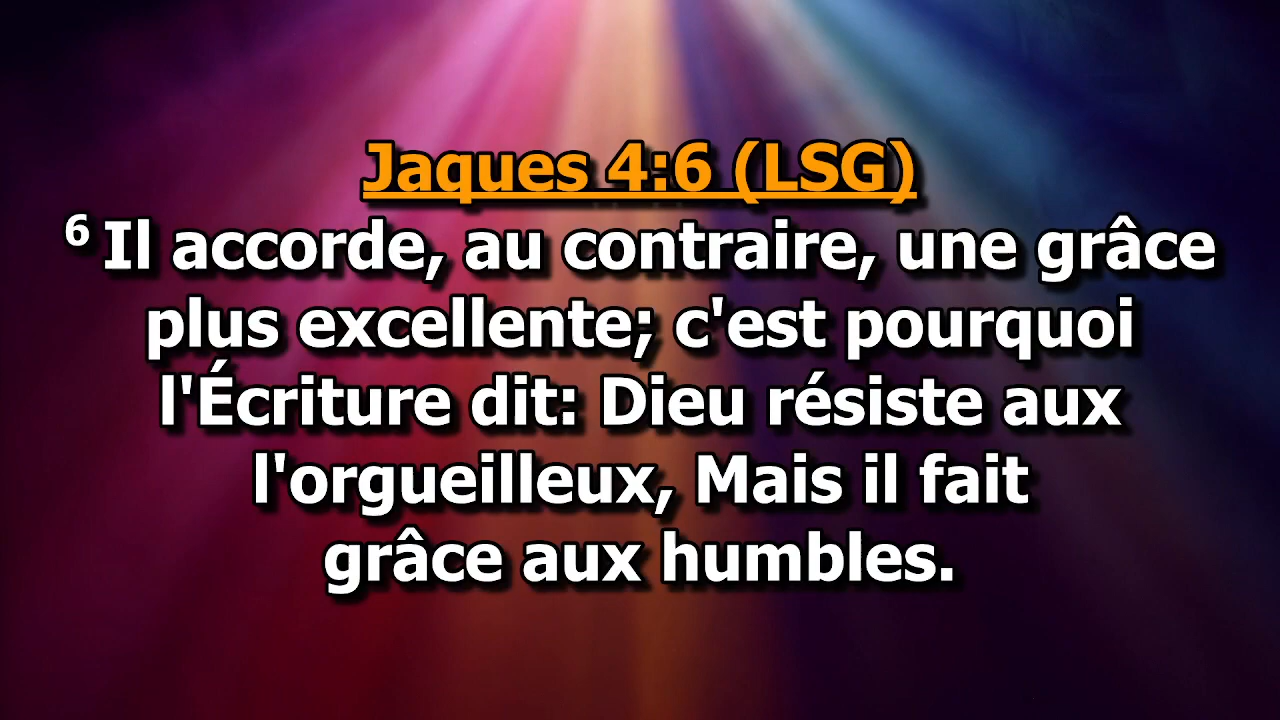 Jaques 4:6 (LSG)
6 Il accorde, au contraire, une grâce
plus excellente; c'est pourquoi
l'Écriture dit: Dieu résiste aux
l'orgueilleux, Mais il fait
grâce aux humbles.